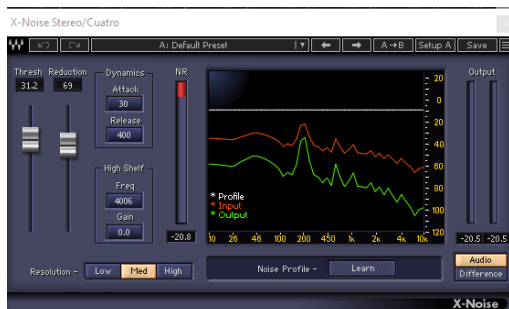 X-Noise Stereo/Cuatro
A: Default Preset
A→B
Setup A
Save
Thresh
Reduction
31.2
69
Dynamics
Attack
30
Release
400
High Shelf
Freq
4006
Gain
0.0
NR
-20.8
20
0
20
40
60
80
100
120
* Profile
* Input
* Output
10 26 46 100 200 450 1k 2k 4k 10k
Output
-20.5 -20.5
Resolution - Low Med High
Noise Profile - Learn
Audio
Difference
X-Noise